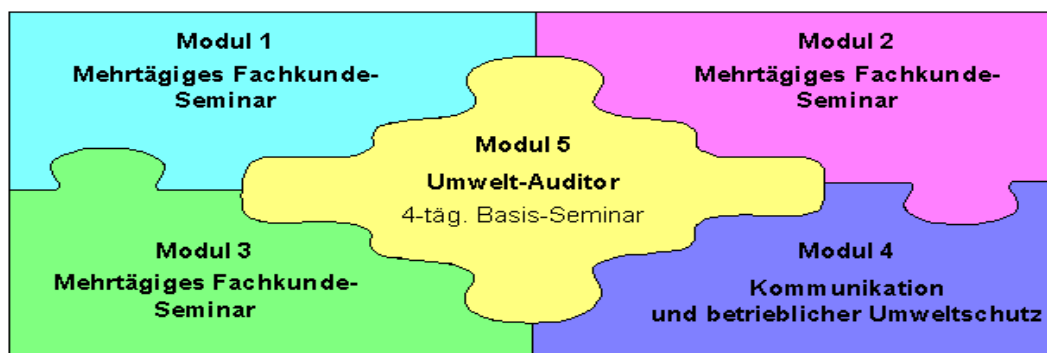 Modul 1
Mehrtägiges Fachkunde-
Seminar
Modul 2
Mehrtägiges Fachkunde-
Seminar
Modul 5
Umwelt-Auditor
4-täg. Basis-Seminar
Modul 3
Mehrtägiges Fachkunde-
Seminar
Modul 4
Kommunikation
und betrieblicher Umweltschutz